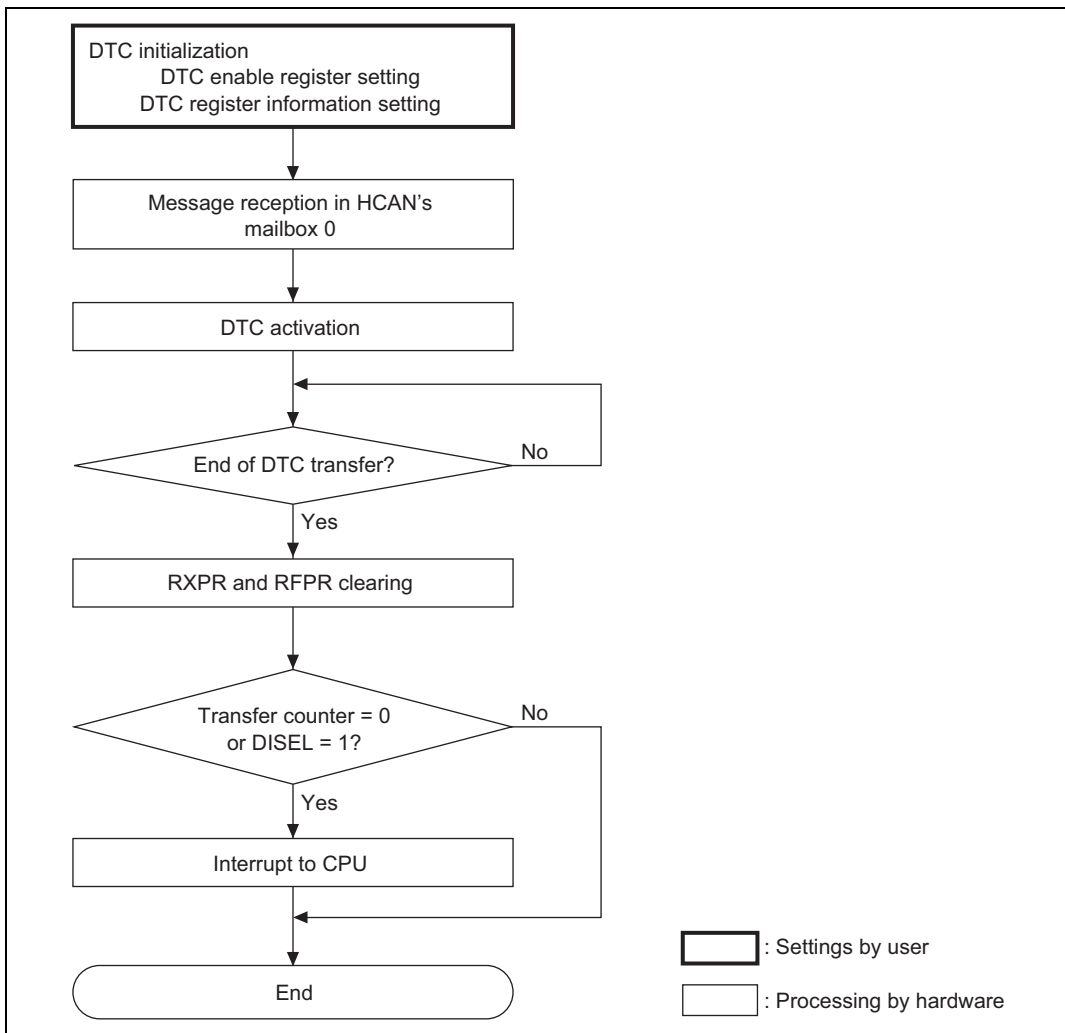 DTC initialization
DTC enable register setting
DTC register information setting
Message reception in HCAN's
mailbox 0
DTC activation
End of DTC transfer?
No
Yes
RXPR and RFPR clearing
Transfer counter = 0
or DISEL = 1?
No
Yes
Interrupt to CPU
End
: Settings by user
: Processing by hardware